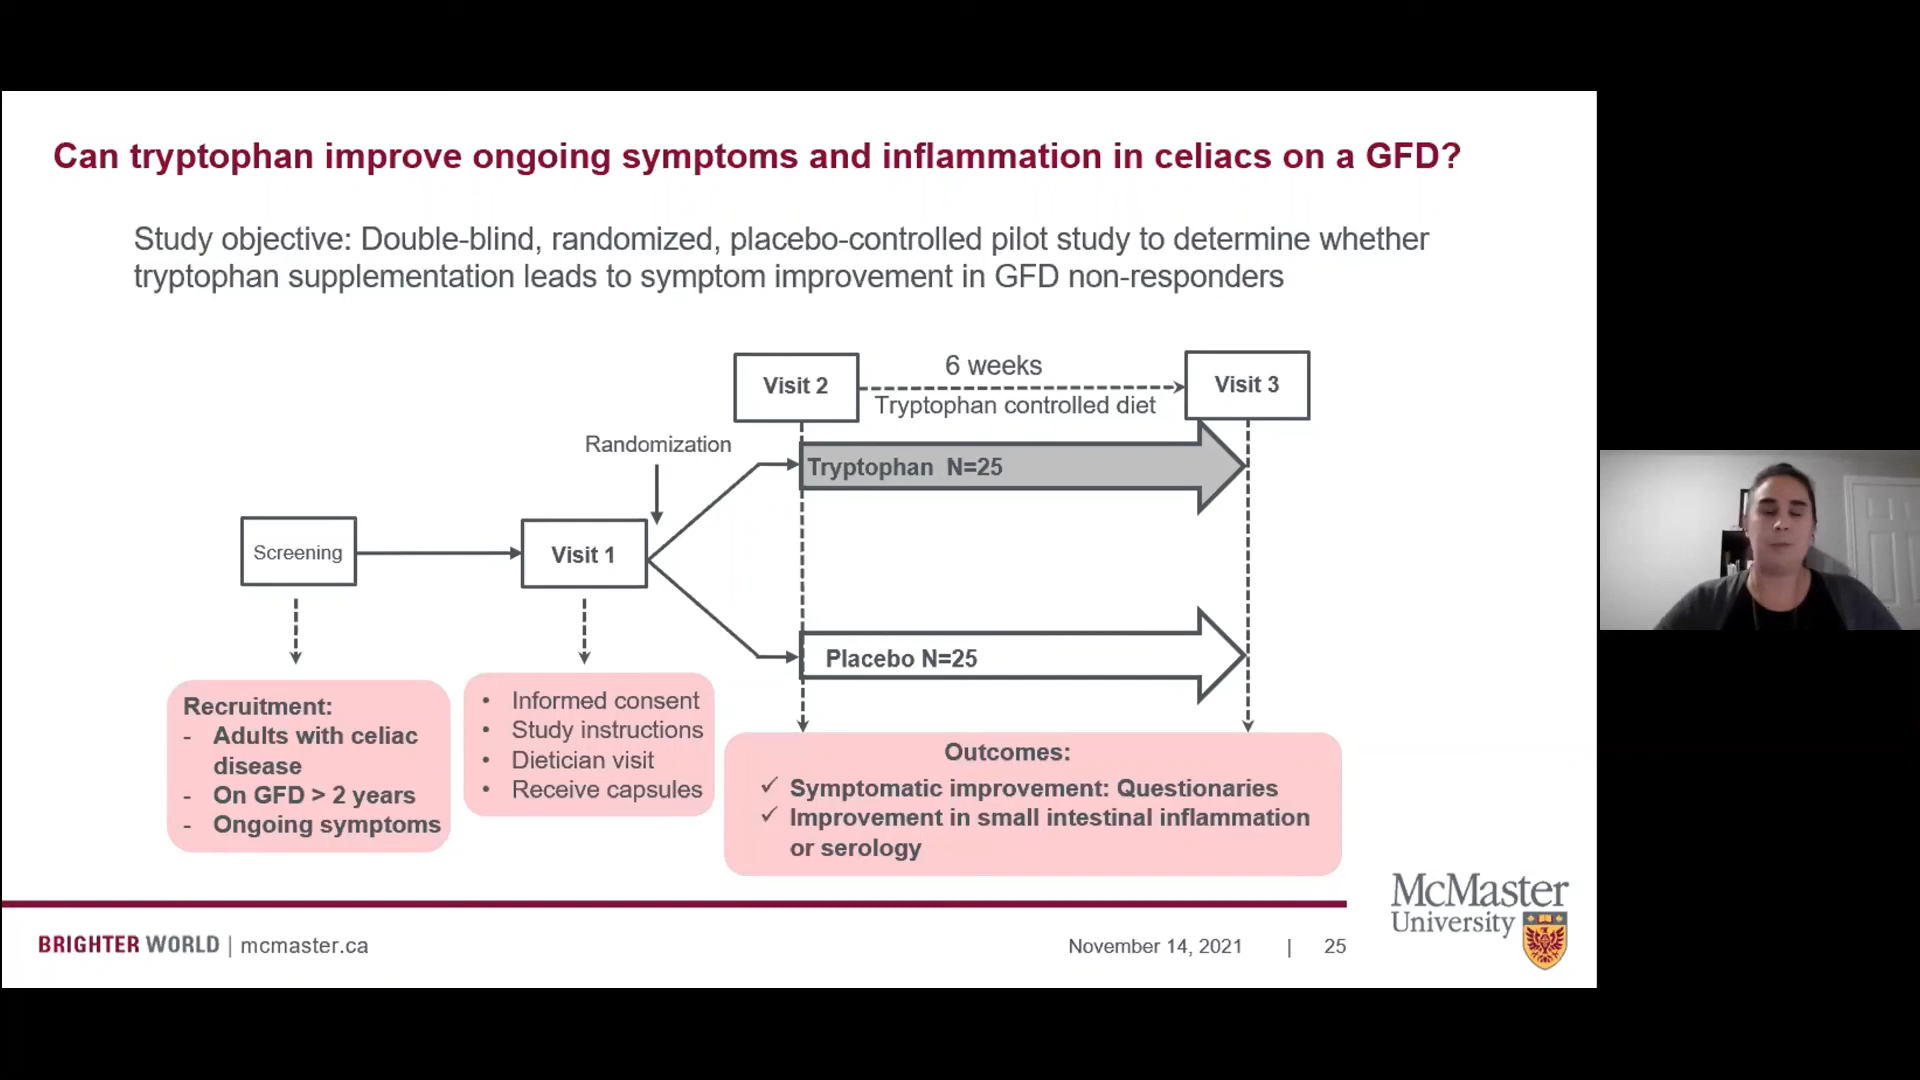 Can tryptophan improve ongoing symptoms and inflammation in celiacs on a GFD?
Study objective: Double-blind, randomized, placebo-controlled pilot study to determine whether
tryptophan supplementation leads to symptom improvement in GFD non-responders
Visit 2
6 weeks
Tryptophan controlled diet
Visit 3
Randomization
Tryptophan N=25
Screening
Visit 1
Placebo N=25
Recruitment:
- Adults with celiac
disease
- On GFD > 2 years
- Ongoing symptoms
• Informed consent
• Study instructions
• Dietician visit
• Receive capsules
Outcomes:
✓ Symptomatic improvement: Questionaries
✓ Improvement in small intestinal inflammation
or serology
McMaster
University
BRIGHTER WORLD | mcmaster.ca
November 14, 2021 | 25